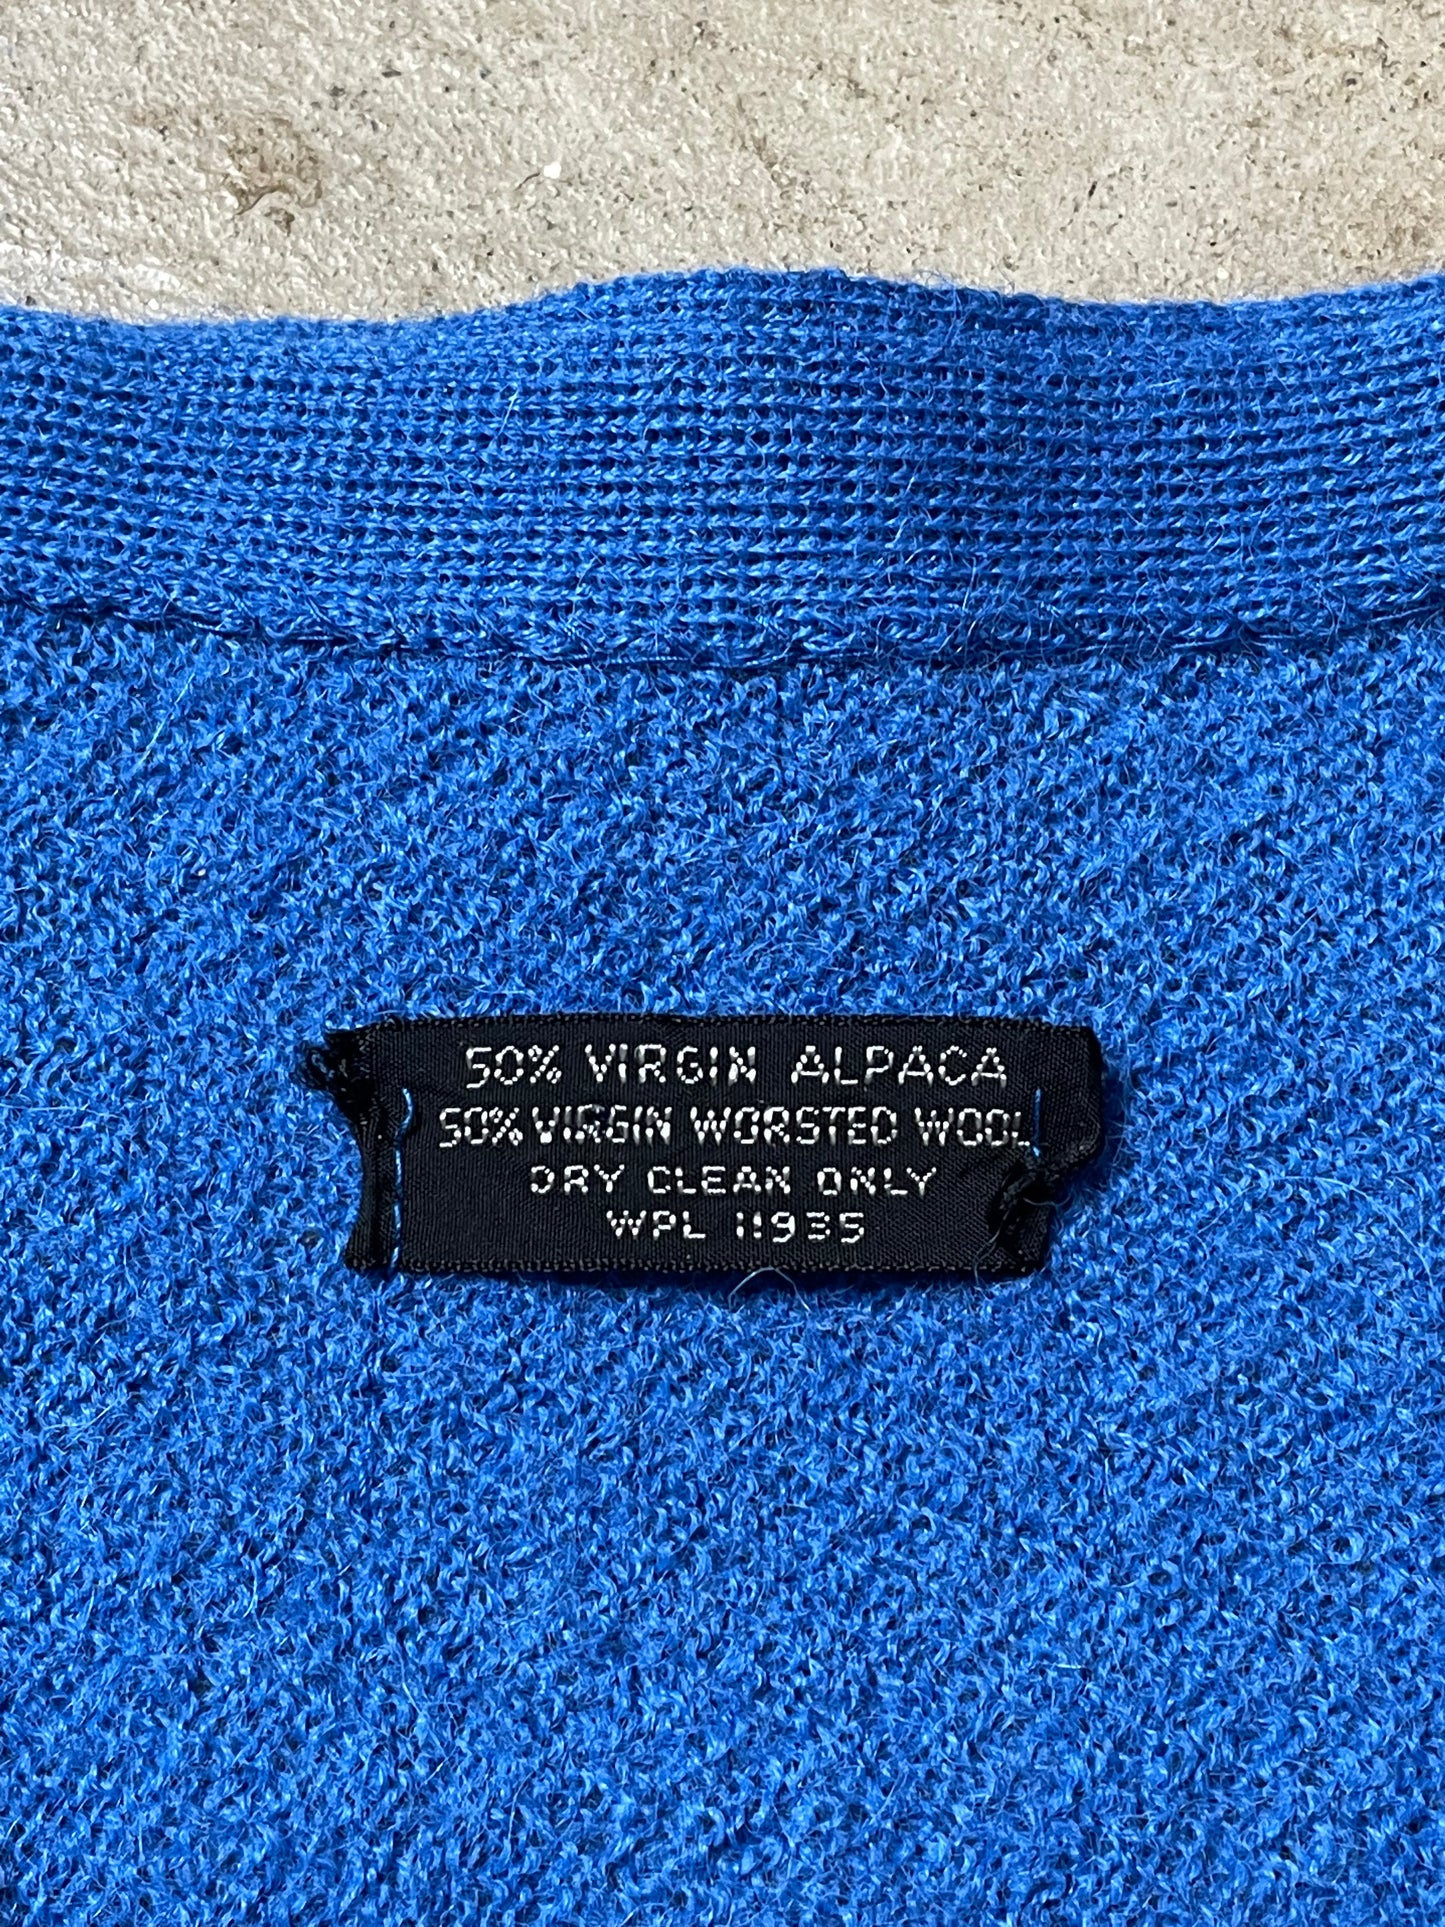 50% VIRGIN ALPACA
50% VIRGIN WORSTED WOOL
DRY CLEAN ONLY
WPL 11935